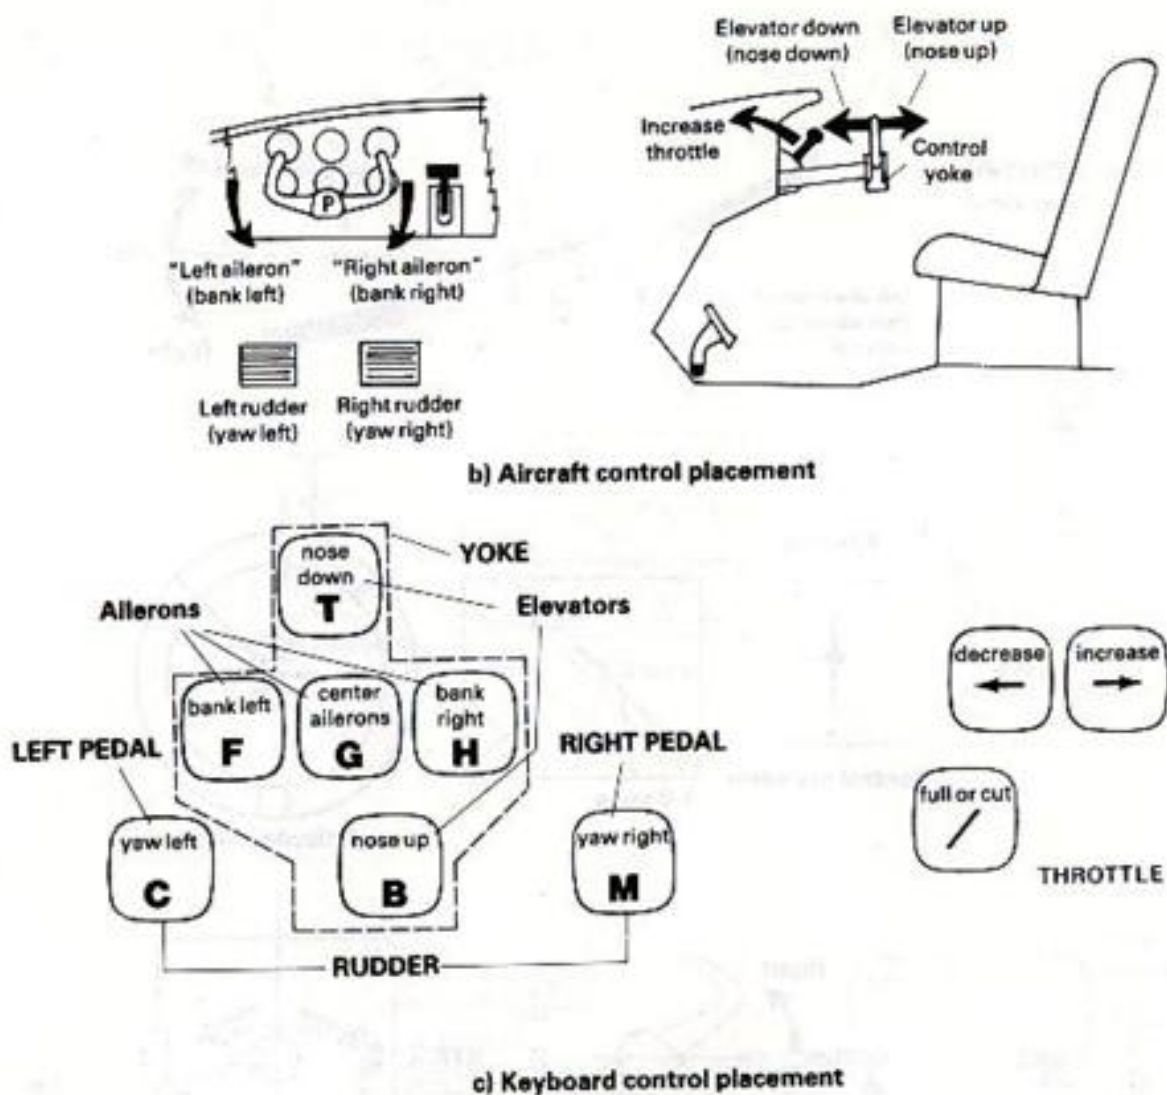 Elevator down
(nose down)
Elevator up
(nose up)
Increase
throttle
Control
yoke
P
"Left aileron"
(bank left)
"Right aileron"
(bank right)
Left rudder
(yaw left)
Right rudder
(yaw right)
b) Aircraft control placement
YOKE
nose
down
T
Ailerons
Elevators
bank left
F
center
ailerons
G
bank
right
H
decrease
increase
LEFT PEDAL
RIGHT PEDAL
full or cut
/
yaw left
C
nose up
B
yaw right
M
THROTTLE
RUDDER
c) Keyboard control placement